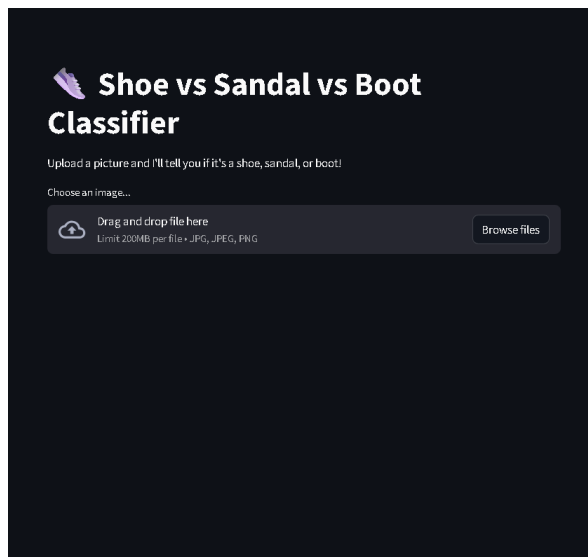 Shoe vs Sandal vs Boot
Classifier
Upload a picture and I'll tell you if it's a shoe, sandal, or boot!
Choose an image...
Drag and drop file here
Limit 200MB per file • JPG, JPEG, PNG
Browse files